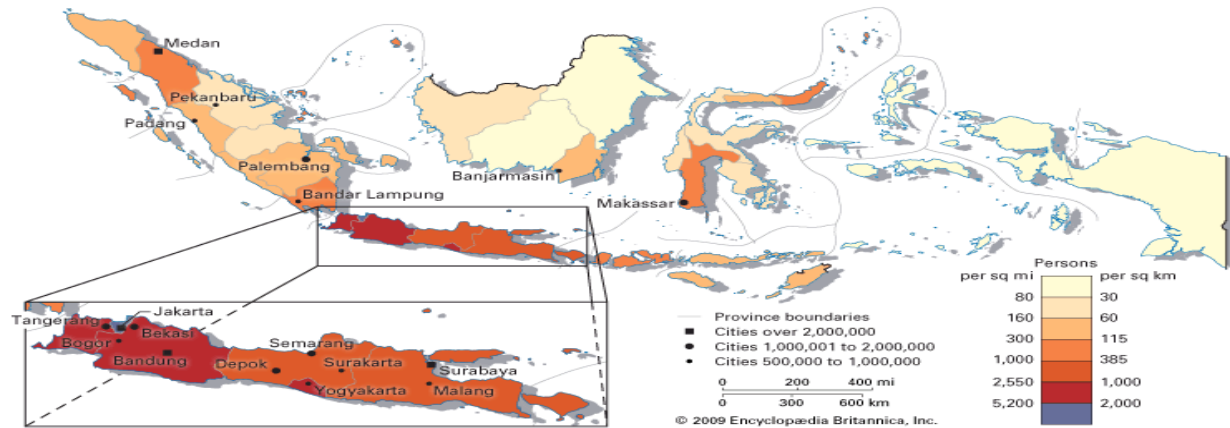 Medan
Pekanbaru
Padang
Palembang
Banjarmasin
Bandar Lampung
Makassar
Jakarta
Tangerang
Bekasi
Bogor
Bandung
Semarang
Depok
Surakarta
Surabaya
Yogyakarta
Malang
Province boundaries
Cities over 2,000,000
Cities 1,000,001 to 2,000,000
Cities 500,000 to 1,000,000
0 200 400 mi
0 300 600 km
© 2009 Encyclopædia Britannica, Inc.
Persons
per sq mi per sq km
80 30
160 60
300 115
1,000 385
2,550 1,000
5,200 2,000